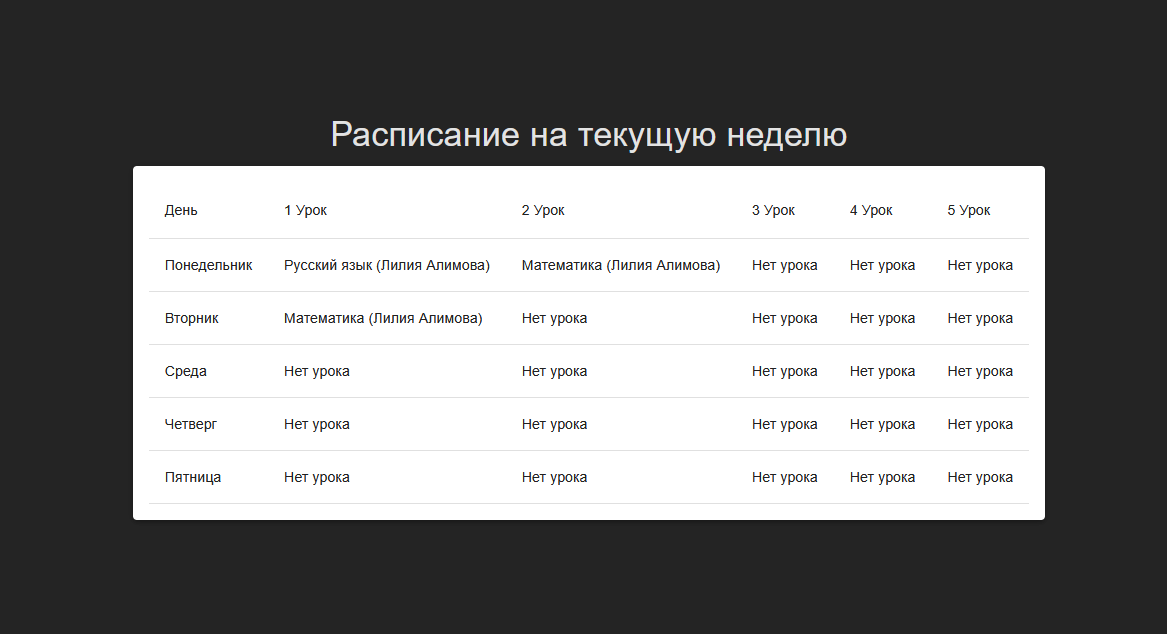 Расписание на текущую неделю
День 1 Урок 2 Урок 3 Урок 4 Урок 5 Урок
Понедельник Русский язык (Лилия Алимова) Математика (Лилия Алимова) Нет урока Нет урока Нет урока
Вторник Математика (Лилия Алимова) Нет урока Нет урока Нет урока Нет урока
Среда Нет урока Нет урока Нет урока Нет урока Нет урока
Четверг Нет урока Нет урока Нет урока Нет урока Нет урока
Пятница Нет урока Нет урока Нет урока Нет урока Нет урока